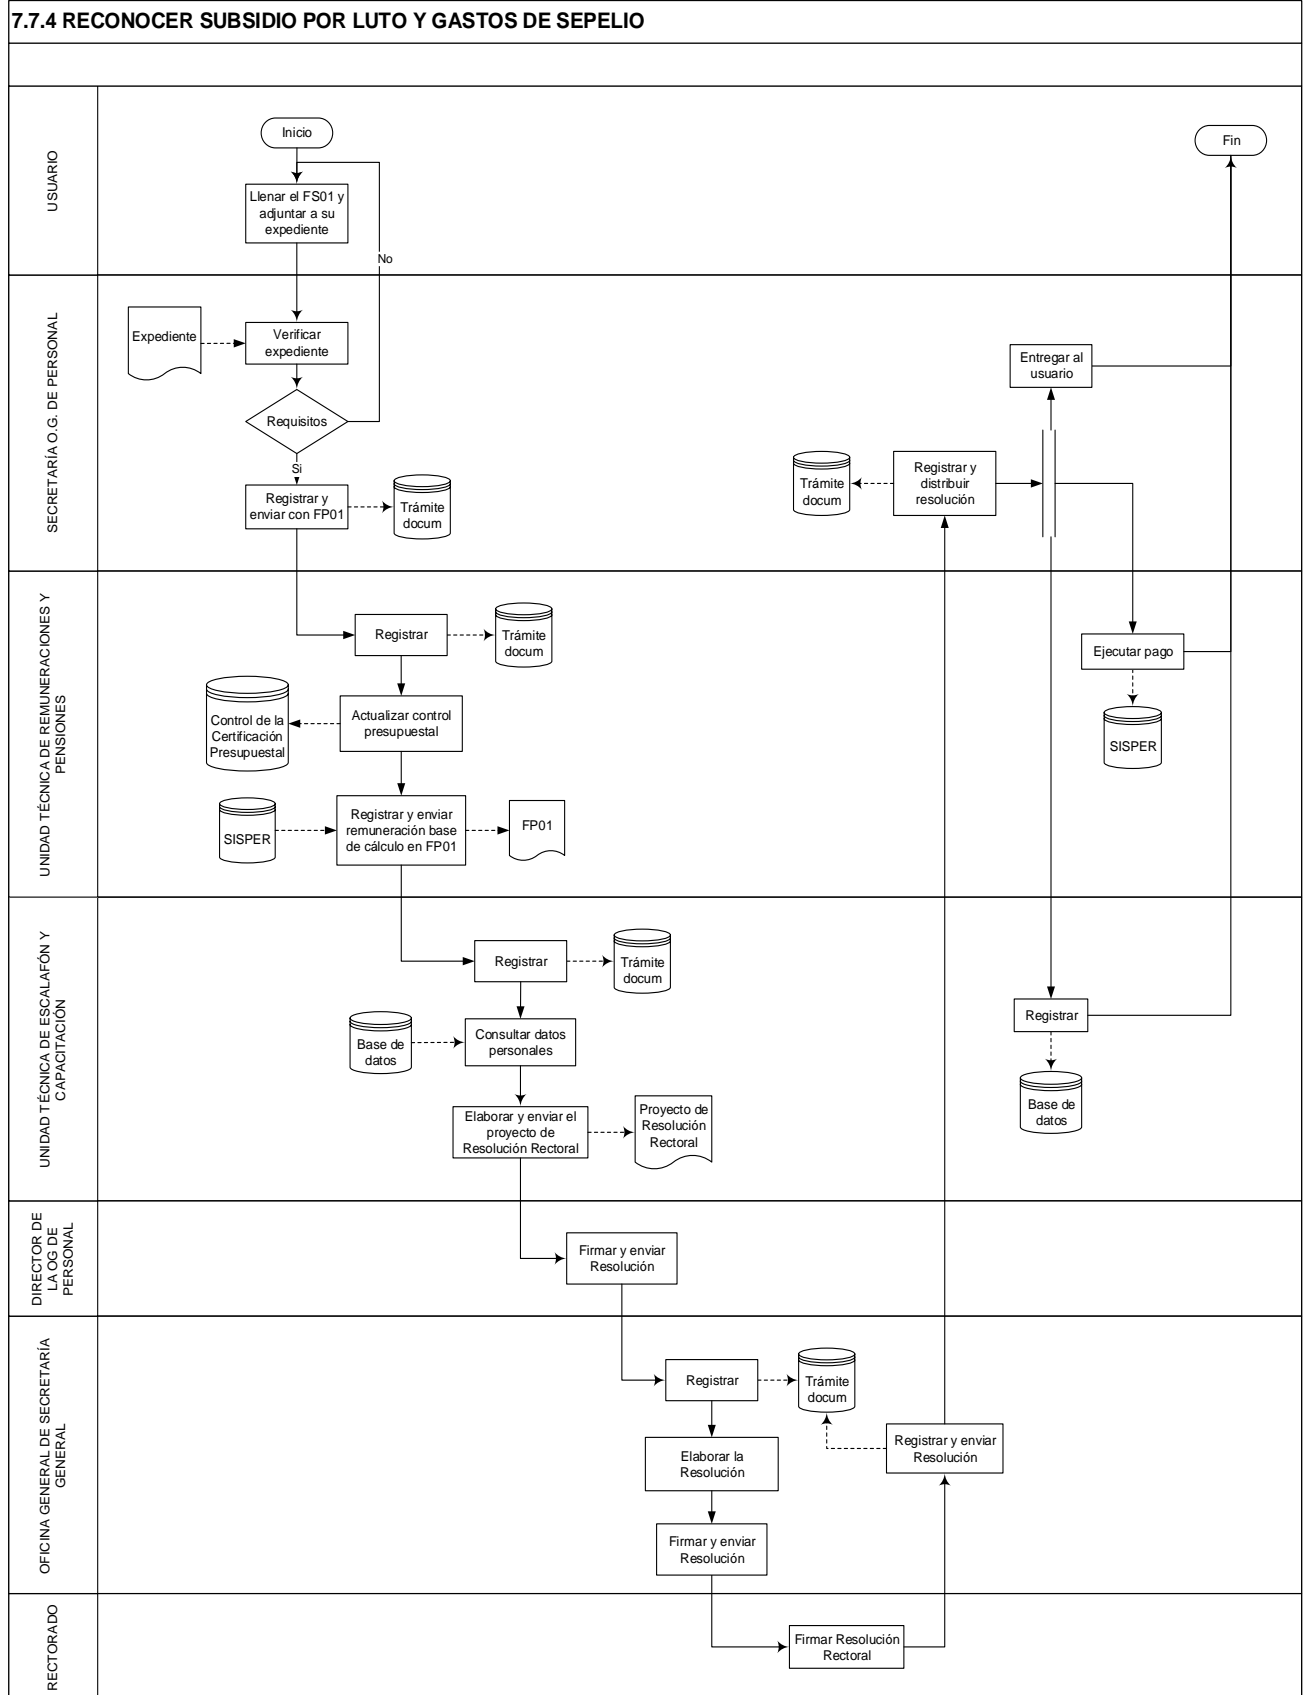 7.7.4 RECONOCER SUBSIDIO POR LUTO Y GASTOS DE SEPELIO
USUARIO
Inicio
Fin
Llenar el FS01 y
adjuntar a su
expediente
No
SECRETARÍA O.G. DE PERSONAL
Expediente
Verificar
expediente
Requisitos
Si
Registrar y
enviar con FP01
Trámite
docum
Entregar al
usuario
Trámite
docum
Registrar y
distribuir
resolución
UNIDAD TÉCNICA DE REMUNERACIONES Y
PENSIONES
Registrar
Trámite
docum
Ejecutar pago
Control de la
Certificación
Presupuestal
Actualizar control
presupuestal
SISPER
SISPER
Registrar y enviar
remuneración base
de cálculo en FP01
FP01
UNIDAD TÉCNICA DE ESCALAFÓN Y
CAPACITACIÓN
Registrar
Trámite
docum
Registrar
Base de
datos
Consultar datos
personales
Base de
datos
Elaborar y enviar el
proyecto de
Resolución Rectoral
Proyecto de
Resolución
Rectoral
DIRECTOR DE
LA OG DE
PERSONAL
Firmar y enviar
Resolución
OFICINA GENERAL DE SECRETARÍA
GENERAL
Registrar
Trámite
docum
Registrar y enviar
Resolución
Elaborar la
Resolución
Firmar y enviar
Resolución
RECTORADO
Firmar Resolución
Rectoral